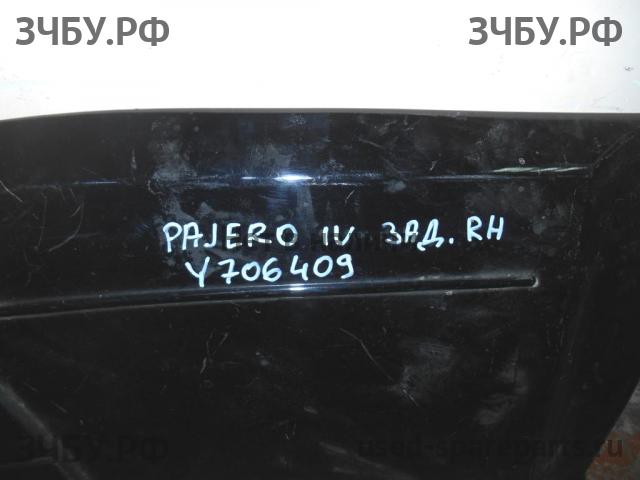 ЗЧБУ.РФ ЗЧБУ.РФ
PAJERO IV ЗАД. RH
Y706409
ЗЧБУ.РФ used-spareparts.ru